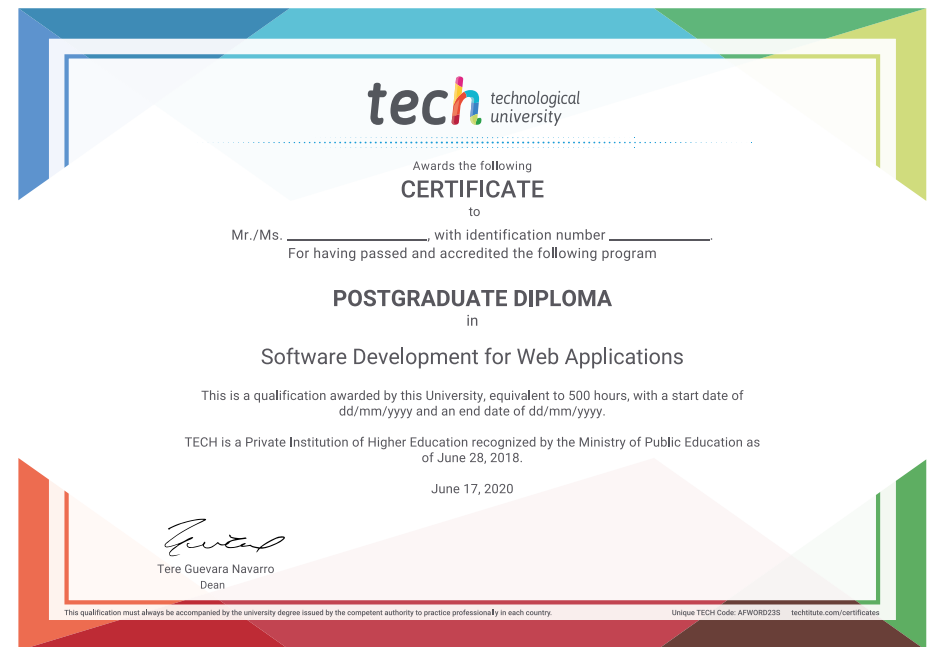 tech technological
university
Awards the following
CERTIFICATE
to
Mr./Ms. ____________________, with identification number ______________.
For having passed and accredited the following program
POSTGRADUATE DIPLOMA
in
Software Development for Web Applications
This is a qualification awarded by this University, equivalent to 500 hours, with a start date of
dd/mm/yyyy and an end date of dd/mm/yyyy.
TECH is a Private Institution of Higher Education recognized by the Ministry of Public Education as
of June 28, 2018.
June 17, 2020
Tere Guevara Navarro
Dean
This qualification must always be accompanied by the university degree issued by the competent authority to practice professionally in each country. Unique TECH Code: AFWORD23S techtitute.com/certificates